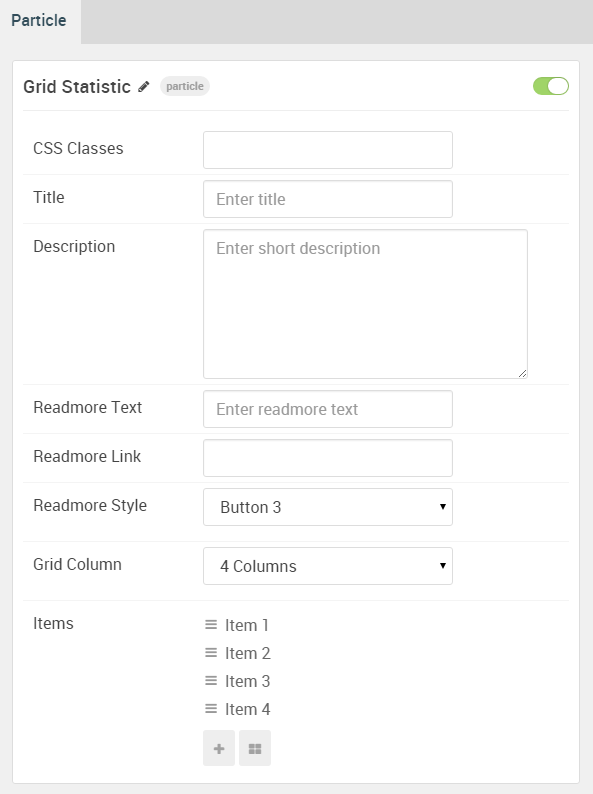 Particle
Grid Statistic particle
CSS Classes
Title Enter title
Description Enter short description
Readmore Text Enter readmore text
Readmore Link
Readmore Style Button 3
Grid Column 4 Columns
Items Item 1
Item 2
Item 3
Item 4